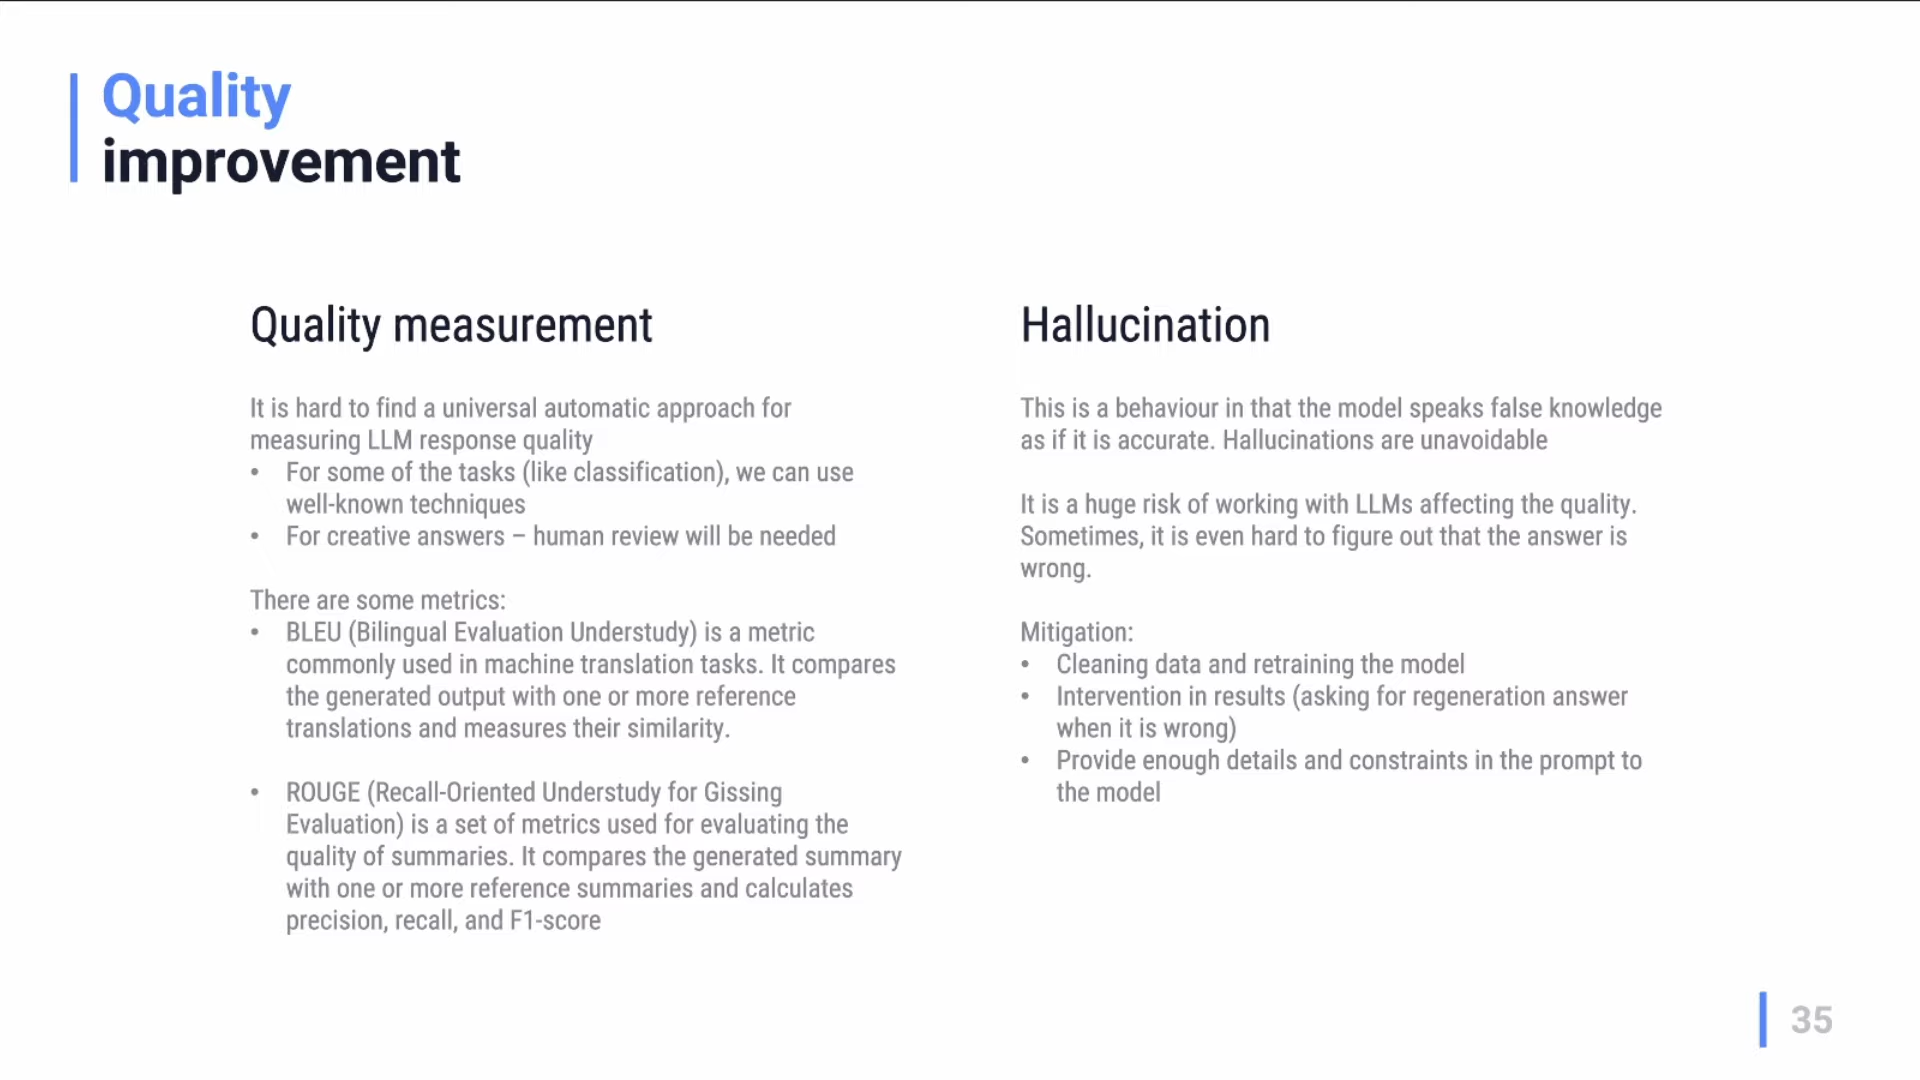 Quality
improvement
Quality measurement
It is hard to find a universal automatic approach for
measuring LLM response quality
• For some of the tasks (like classification), we can use
well-known techniques
• For creative answers – human review will be needed
There are some metrics:
• BLEU (Bilingual Evaluation Understudy) is a metric
commonly used in machine translation tasks. It compares
the generated output with one or more reference
translations and measures their similarity.
• ROUGE (Recall-Oriented Understudy for Gissing
Evaluation) is a set of metrics used for evaluating the
quality of summaries. It compares the generated summary
with one or more reference summaries and calculates
precision, recall, and F1-score
Hallucination
This is a behaviour in that the model speaks false knowledge
as if it is accurate. Hallucinations are unavoidable
It is a huge risk of working with LLMs affecting the quality.
Sometimes, it is even hard to figure out that the answer is
wrong.
Mitigation:
• Cleaning data and retraining the model
• Intervention in results (asking for regeneration answer
when it is wrong)
• Provide enough details and constraints in the prompt to
the model
35